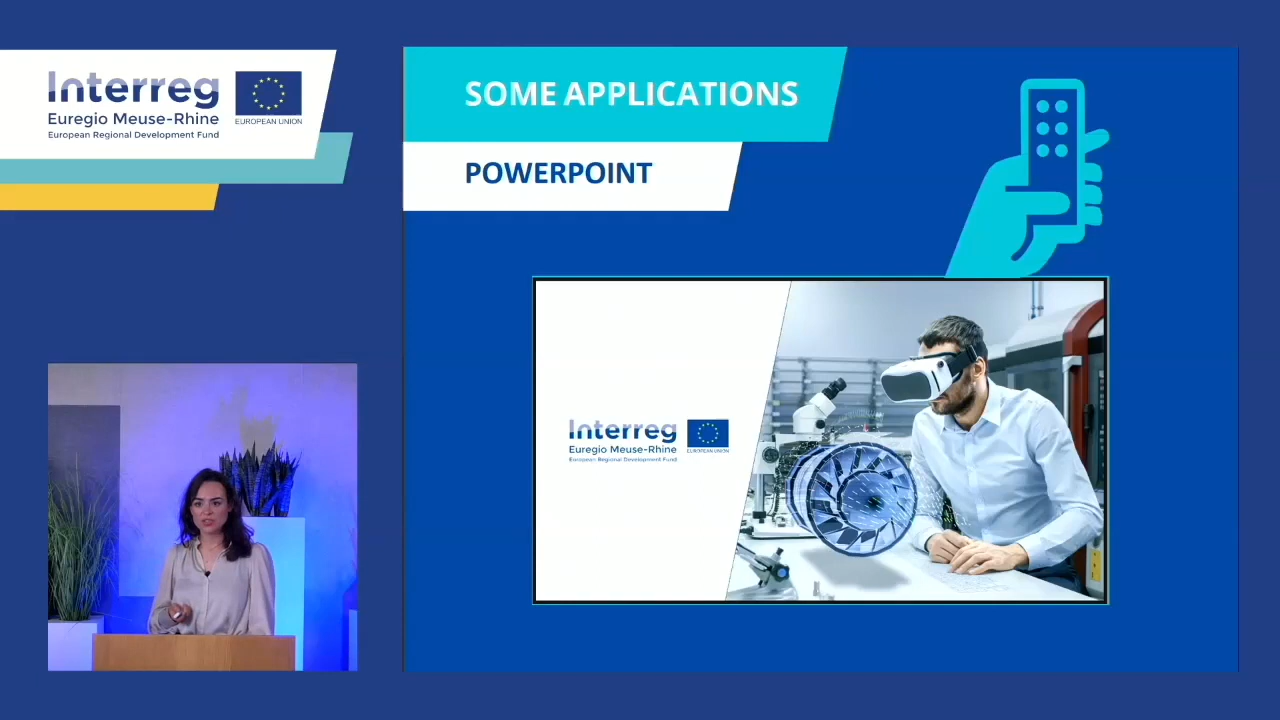 Interreg
Euregio Meuse-Rhine
European Regional Development Fund
EUROPEAN UNION
SOME APPLICATIONS
POWERPOINT
Interreg
Euregio Meuse-Rhine
European Regional Development Fund
EUROPEAN UNION